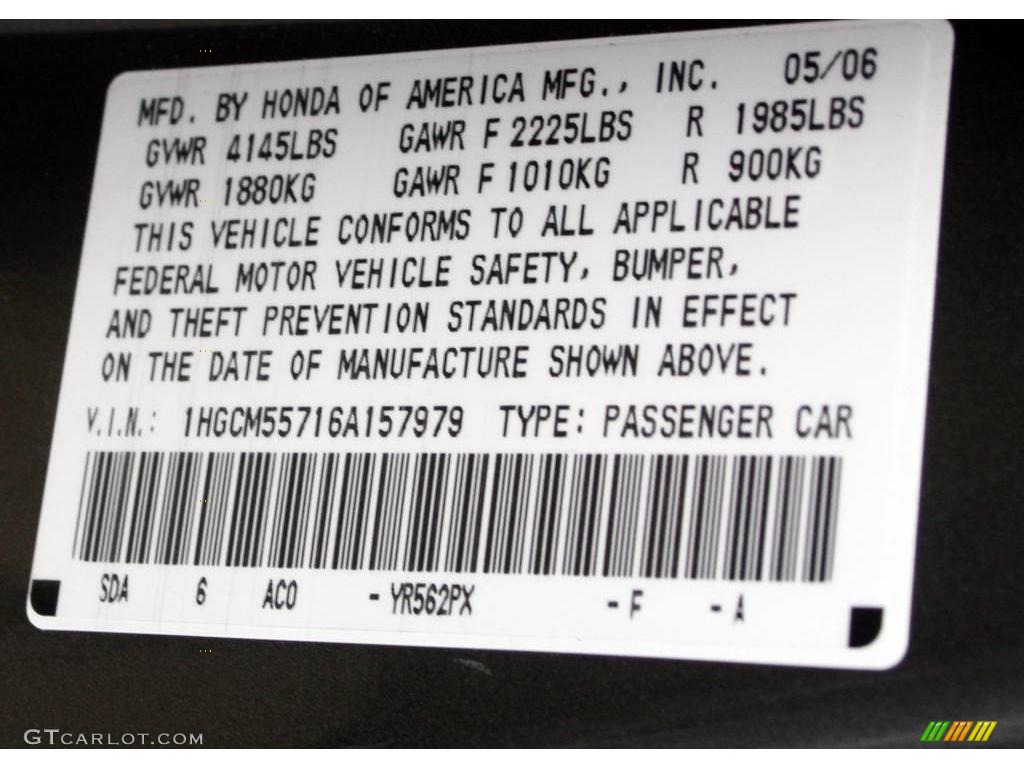 MFD. BY HONDA OF AMERICA MFG., INC. 05/06
GVWR 4145LBS GAWR F 2225LBS R 1985LBS
GVWR 1880KG GAWR F 1010KG R 900KG
THIS VEHICLE CONFORMS TO ALL APPLICABLE
FEDERAL MOTOR VEHICLE SAFETY, BUMPER,
AND THEFT PREVENTION STANDARDS IN EFFECT
ON THE DATE OF MANUFACTURE SHOWN ABOVE.
V.I.N.: 1HGCM55716A157979 TYPE: PASSENGER CAR
SDA 6 ACO -YR562PX -F -A
GTCARLOT.COM